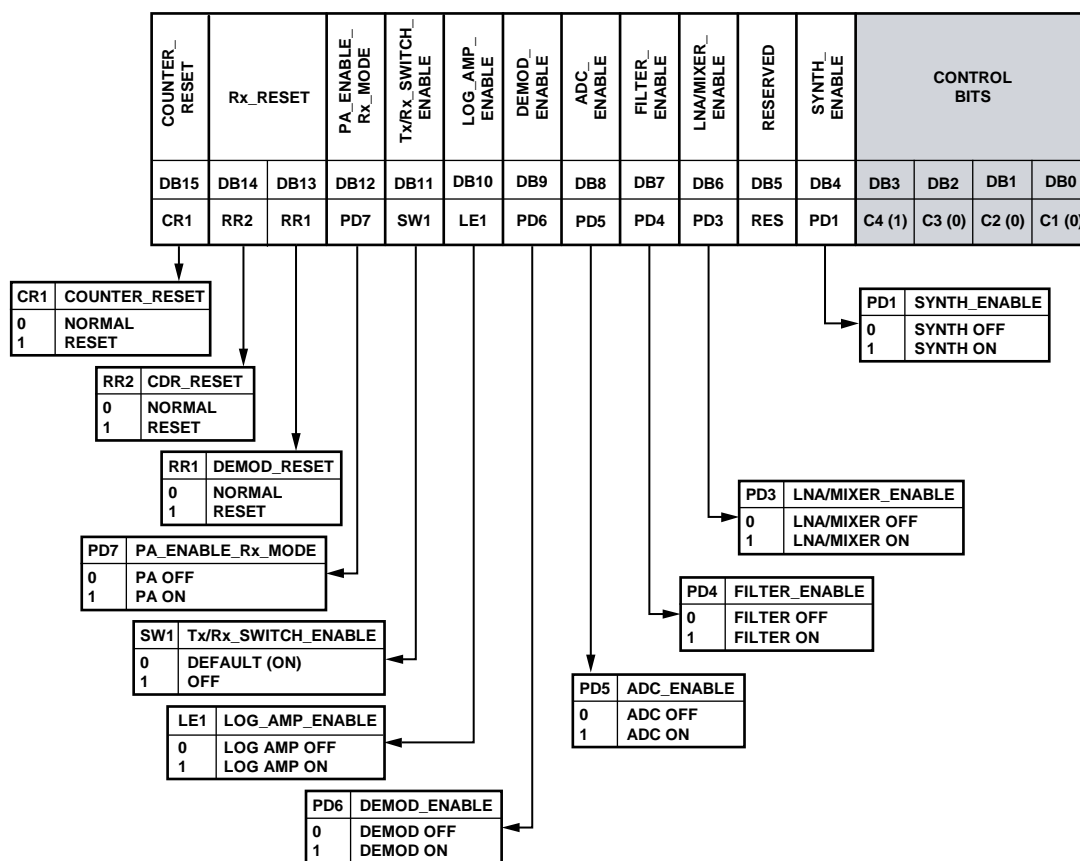 COUNTER_
RESET
Rx_RESET
PA_ENABLE_
Rx_MODE
Tx/Rx_SWITCH_
ENABLE
LOG_AMP_
ENABLE
DEMOD_
ENABLE
ADC_
ENABLE
FILTER_
ENABLE
LNA/MIXER_
ENABLE
RESERVED
SYNTH_
ENABLE
CONTROL
BITS
DB15 DB14 DB13 DB12 DB11 DB10 DB9 DB8 DB7 DB6 DB5 DB4 DB3 DB2 DB1 DB0
CR1 RR2 RR1 PD7 SW1 LE1 PD6 PD5 PD4 PD3 RES PD1 C4 (1) C3 (0) C2 (0) C1 (0)
CR1 COUNTER_RESET
0 NORMAL
1 RESET
PD1 SYNTH_ENABLE
0 SYNTH OFF
1 SYNTH ON
RR2 CDR_RESET
0 NORMAL
1 RESET
RR1 DEMOD_RESET
0 NORMAL
1 RESET
PD3 LNA/MIXER_ENABLE
0 LNA/MIXER OFF
1 LNA/MIXER ON
PD7 PA_ENABLE_Rx_MODE
0 PA OFF
1 PA ON
PD4 FILTER_ENABLE
0 FILTER OFF
1 FILTER ON
SW1 Tx/Rx_SWITCH_ENABLE
0 DEFAULT (ON)
1 OFF
PD5 ADC_ENABLE
0 ADC OFF
1 ADC ON
LE1 LOG_AMP_ENABLE
0 LOG AMP OFF
1 LOG AMP ON
PD6 DEMOD_ENABLE
0 DEMOD OFF
1 DEMOD ON